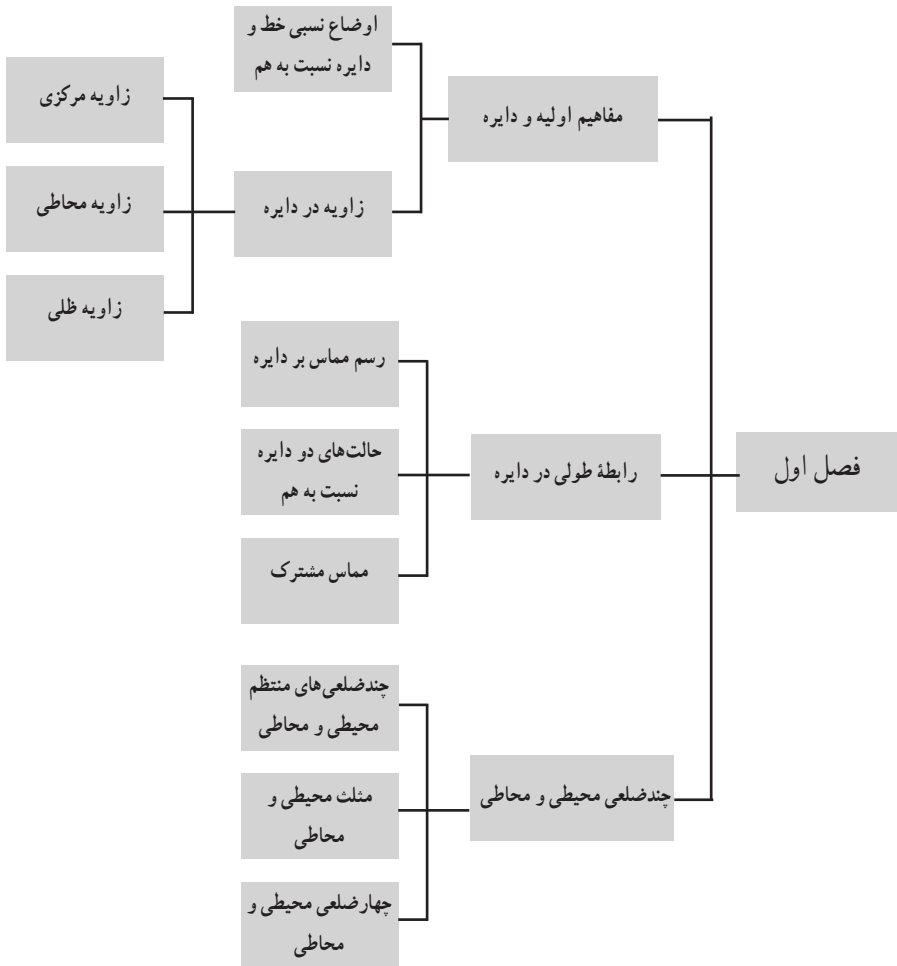 فصل اول
مفاهیم اولیه و دایره
اوضاع نسبی خط و
دایره نسبت به هم
زاویه در دایره
زاویه مرکزی
زاویه محاطی
زاویه ظلی
رابطهٔ طولی در دایره
رسم مماس بر دایره
حالت‌های دو دایره
نسبت به هم
مماس مشترک
چندضلعی محیطی و محاطی
چندضلعی‌های منتظم
محیطی و محاطی
مثلث محیطی و
محاطی
چهارضلعی محیطی و
محاطی